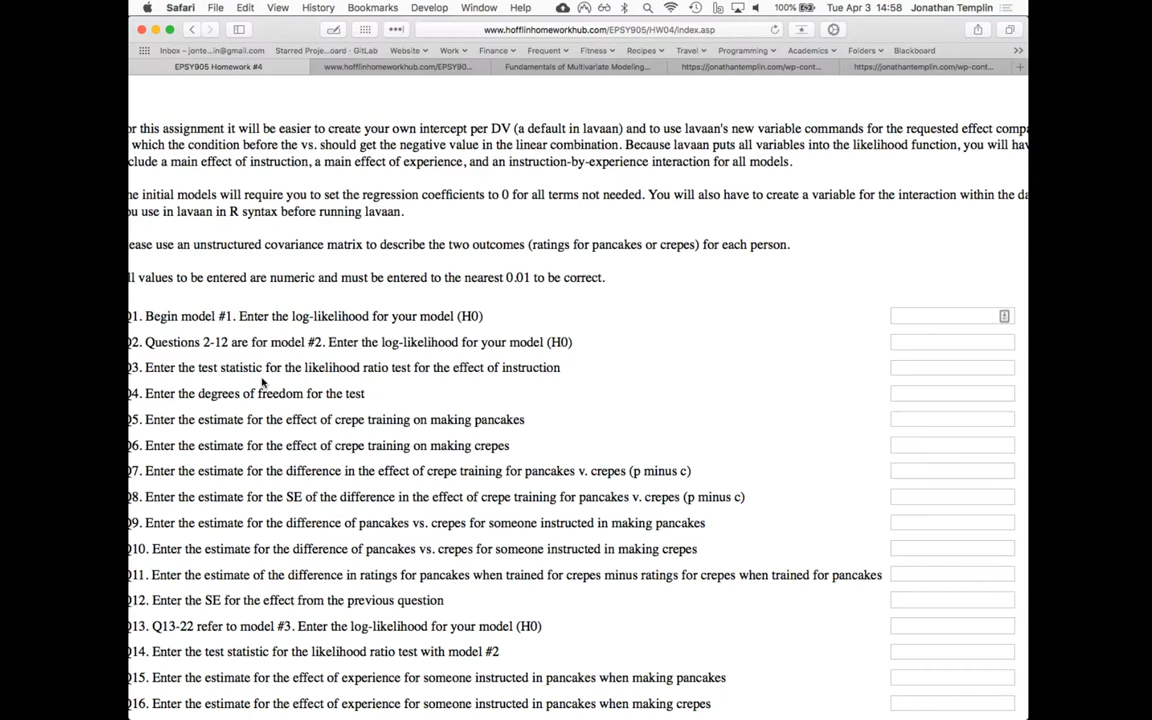 Safari File Edit View History Bookmarks Develop Window Help 100% Tue Apr 3 14:58 Jonathan Templin
www.hofflinhomeworkhub.com/EPSY905/HW04/index.asp
Inbox – jonte...in@gmail.com Starred Proje...oard · GitLab Website Work Finance Frequent Fitness Recipes Travel Programming Academics Folders Blackboard
EPSY905 Homework #4 www.hofflinhomeworkhub.com/EPSY90... Fundamentals of Multivariate Modeling... https://jonathantemplin.com/wp-cont... https://jonathantemplin.com/wp-cont...
or this assignment it will be easier to create your own intercept per DV (a default in lavaan) and to use lavaan's new variable commands for the requested effect compa
which the condition before the vs. should get the negative value in the linear combination. Because lavaan puts all variables into the likelihood function, you will hav
clude a main effect of instruction, a main effect of experience, and an instruction-by-experience interaction for all models.
he initial models will require you to set the regression coefficients to 0 for all terms not needed. You will also have to create a variable for the interaction within the da
ou use in lavaan in R syntax before running lavaan.
ease use an unstructured covariance matrix to describe the two outcomes (ratings for pancakes or crepes) for each person.
ll values to be entered are numeric and must be entered to the nearest 0.01 to be correct.
Q1. Begin model #1. Enter the log-likelihood for your model (H0)
Q2. Questions 2-12 are for model #2. Enter the log-likelihood for your model (H0)
Q3. Enter the test statistic for the likelihood ratio test for the effect of instruction
Q4. Enter the degrees of freedom for the test
Q5. Enter the estimate for the effect of crepe training on making pancakes
Q6. Enter the estimate for the effect of crepe training on making crepes
Q7. Enter the estimate for the difference in the effect of crepe training for pancakes v. crepes (p minus c)
Q8. Enter the estimate for the SE of the difference in the effect of crepe training for pancakes v. crepes (p minus c)
Q9. Enter the estimate for the difference of pancakes vs. crepes for someone instructed in making pancakes
Q10. Enter the estimate for the difference of pancakes vs. crepes for someone instructed in making crepes
Q11. Enter the estimate of the difference in ratings for pancakes when trained for crepes minus ratings for crepes when trained for pancakes
Q12. Enter the SE for the effect from the previous question
Q13. Q13-22 refer to model #3. Enter the log-likelihood for your model (H0)
Q14. Enter the test statistic for the likelihood ratio test with model #2
Q15. Enter the estimate for the effect of experience for someone instructed in pancakes when making pancakes
Q16. Enter the estimate for the effect of experience for someone instructed in pancakes when making crepes